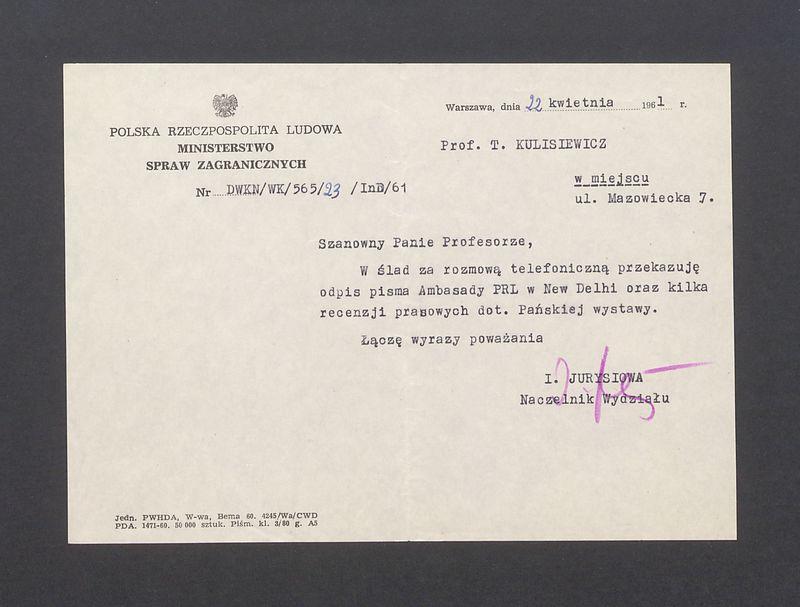 Warszawa, dnia 22 kwietnia 1961 r.
POLSKA RZECZPOSPOLITA LUDOWA
MINISTERSTWO
SPRAW ZAGRANICZNYCH
Nr DWKN/WK/565/23 /InD/61
Prof. T. KULISIEWICZ
w miejscu
ul. Mazowiecka 7.
Szanowny Panie Profesorze,
W ślad za rozmową telefoniczną przekazuję
odpis pisma Ambasady PRL w New Delhi oraz kilka
recenzji prasowych dot. Pańskiej wystawy.
Łączę wyrazy poważania
I. JURYSIOWA
Naczelnik Wydziału
Jedn. PWHDA, W-wa, Bema 60. 4245/Wa/CWD
PDA. 1471-60. 50 000 sztuk. Piśm. kl. 3/80 g. A5